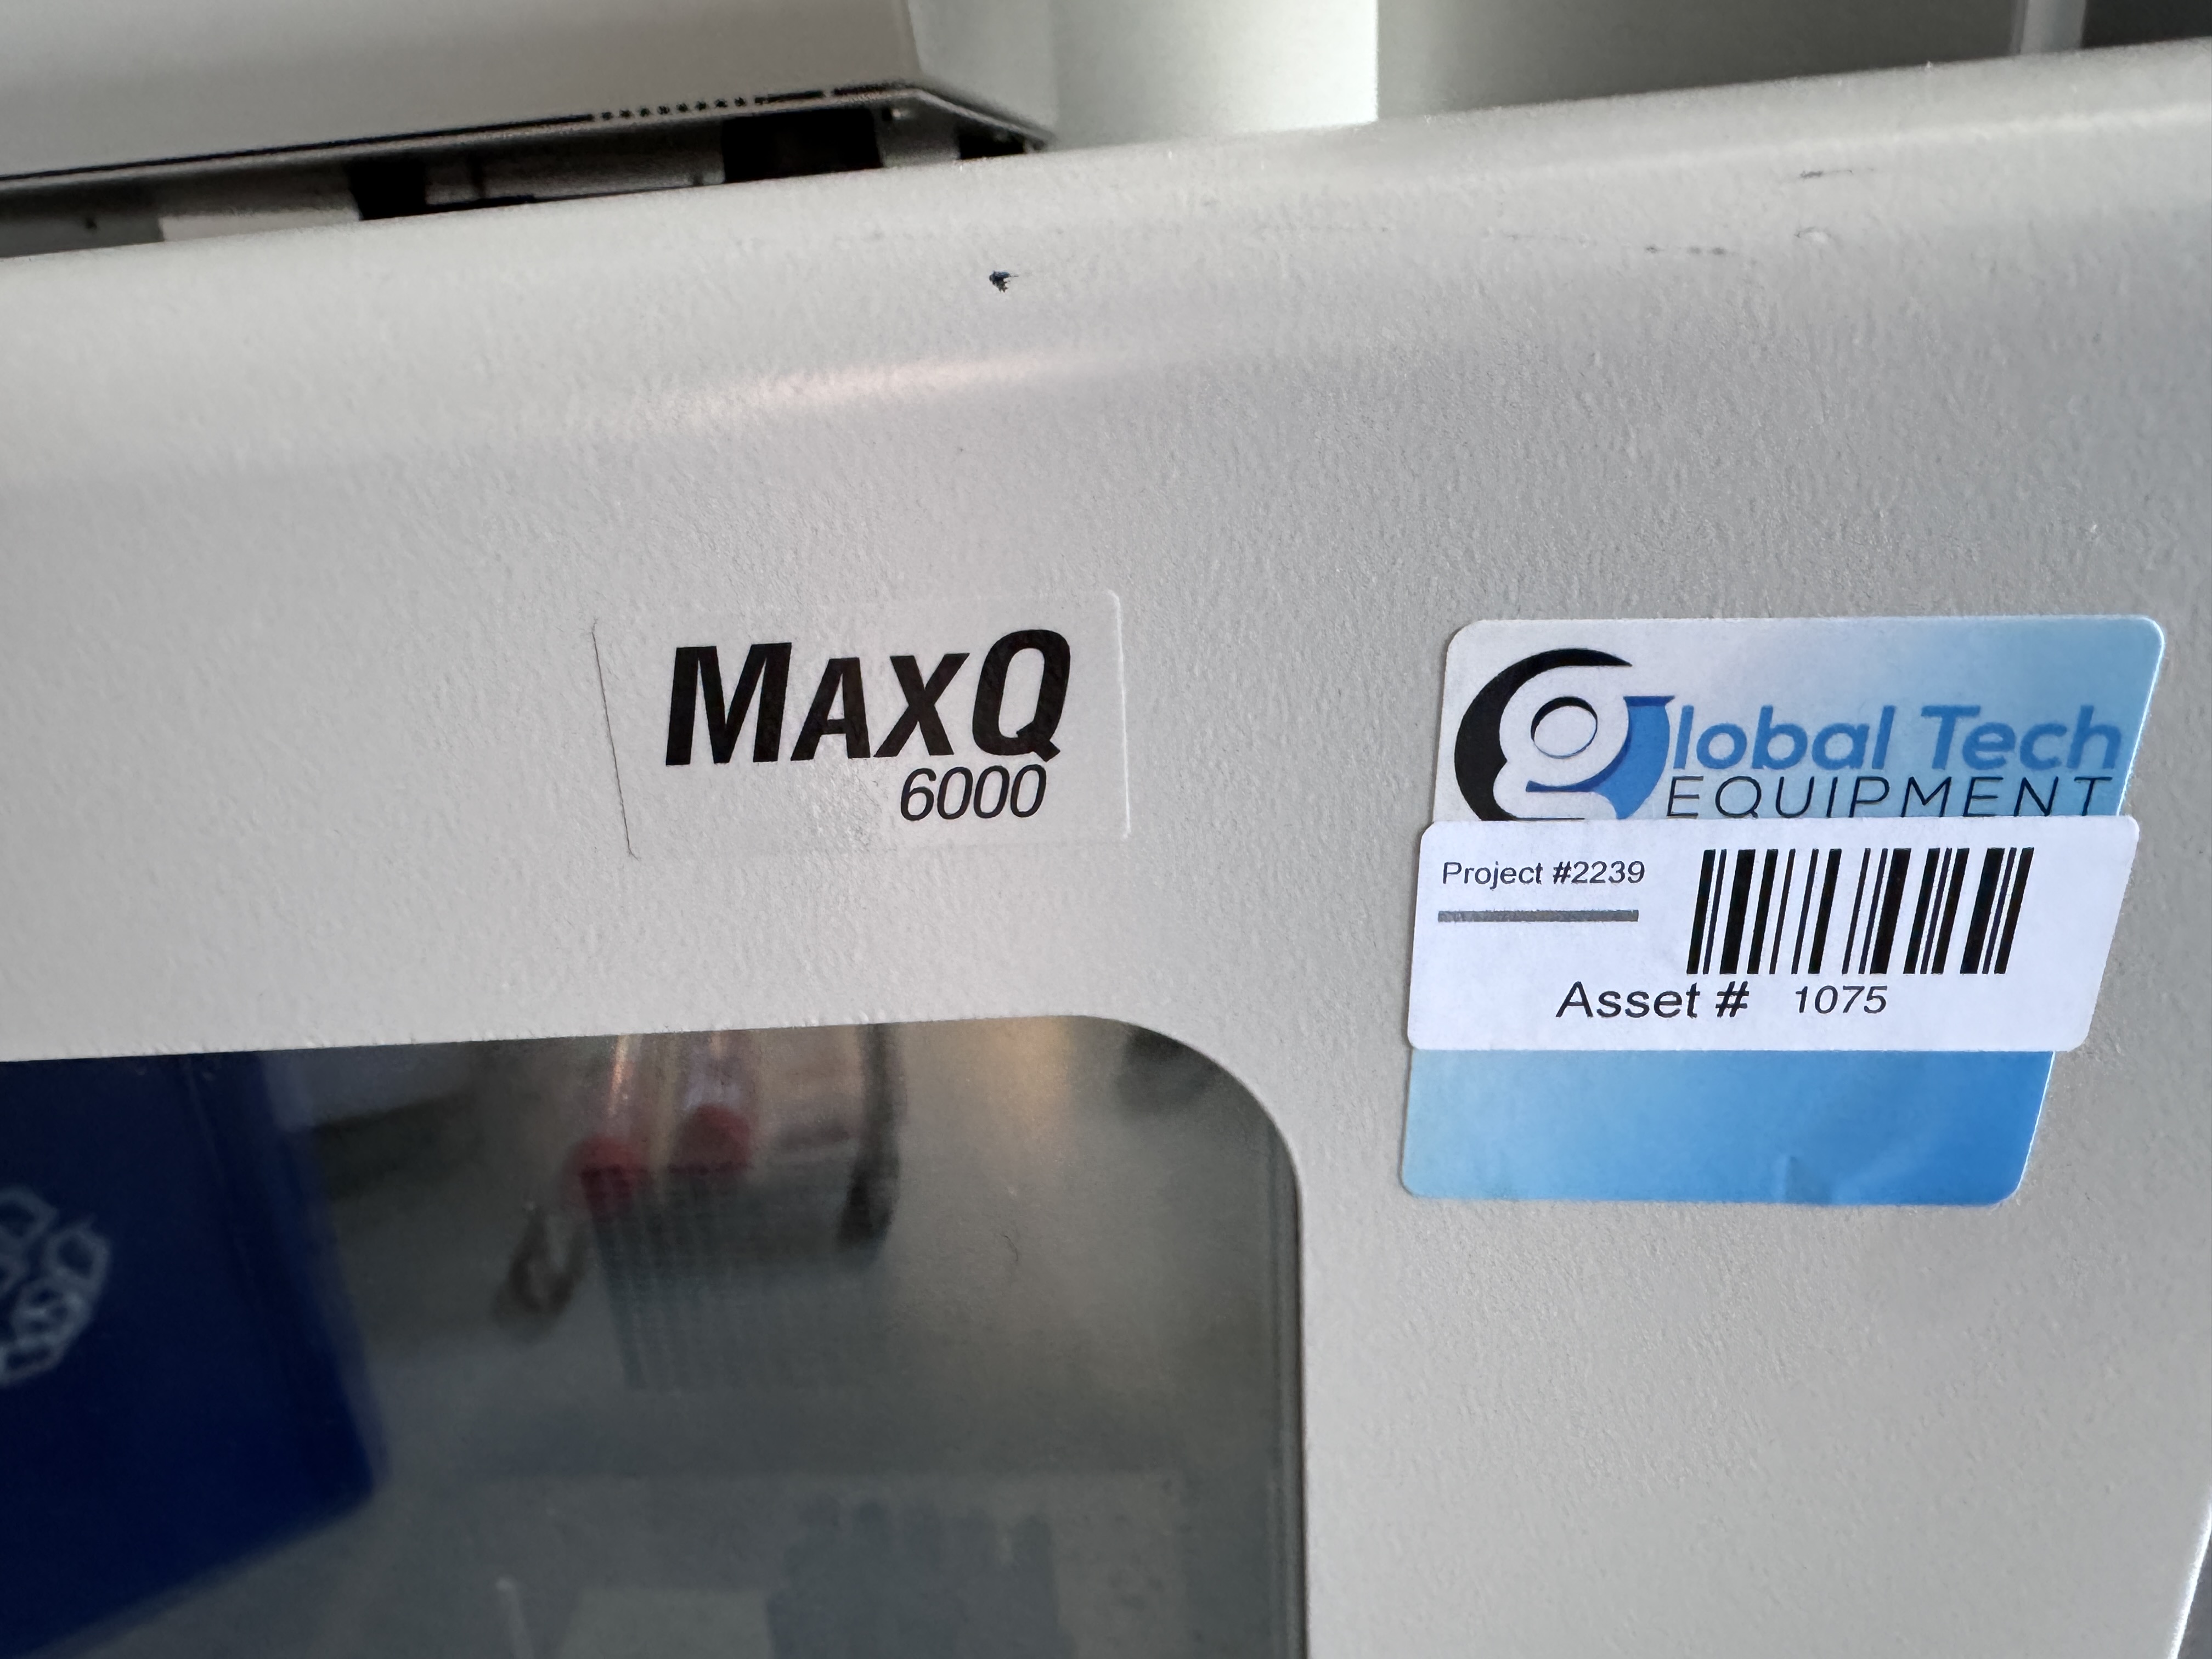 MAXQ
6000
global Tech
EQUIPMENT
Project #2239
Asset # 1075